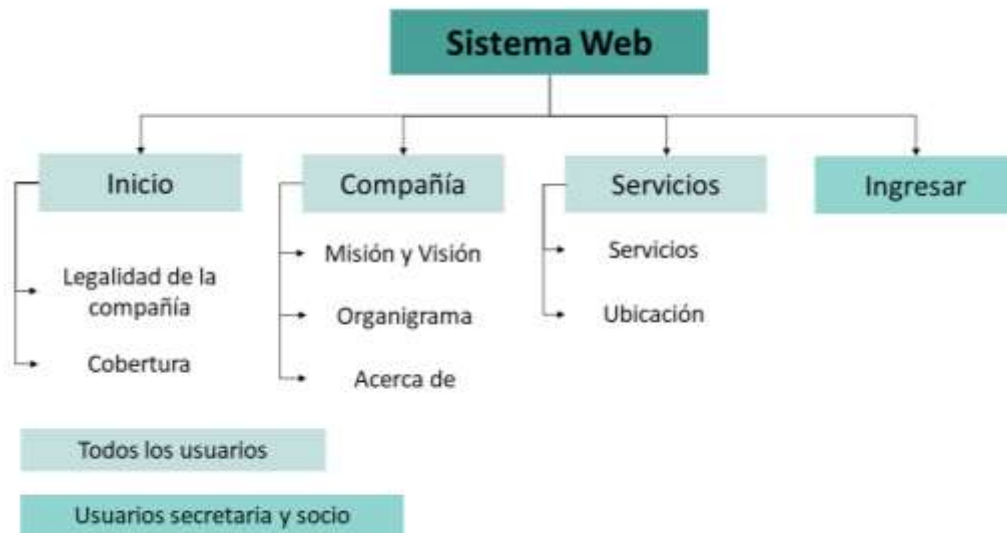 Sistema Web
Inicio
Compañía
Servicios
Ingresar
Legalidad de la
compañía
Cobertura
Misión y Visión
Organigrama
Acerca de
Servicios
Ubicación
Todos los usuarios
Usuarios secretaria y socio